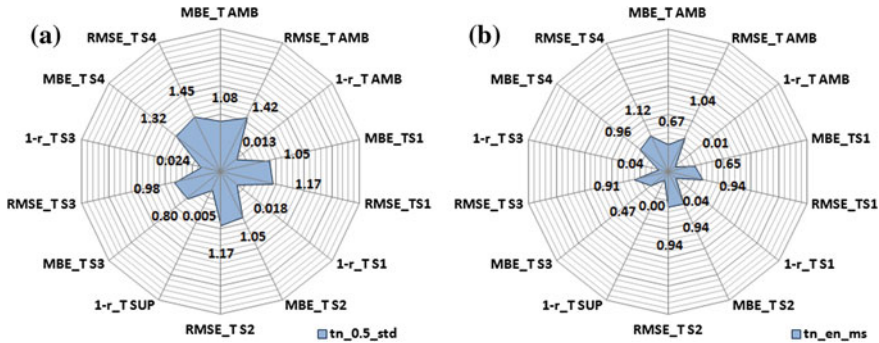 (a)
MBE_T AMB
RMSE_T S4
RMSE_T AMB
MBE_T S4
1-r_T AMB
1-r_T S3
MBE_TS1
RMSE_T S3
RMSE_TS1
MBE_T S3
1-r_T S1
1-r_T SUP
MBE_T S2
RMSE_T S2
1.45
1.08
1.42
1.32
0.013
0.024
1.05
0.98
1.17
0.80
0.005
0.018
1.17
1.05
tn_0.5_std
(b)
MBE_T AMB
RMSE_T S4
RMSE_T AMB
MBE_T S4
1-r_T AMB
1-r_T S3
MBE_TS1
RMSE_T S3
RMSE_TS1
MBE_T S3
1-r_T S1
1-r_T SUP
MBE_T S2
RMSE_T S2
1.12
0.67
1.04
0.96
0.01
0.04
0.65
0.91
0.94
0.47
0.00
0.04
0.94
0.94
tn_en_ms